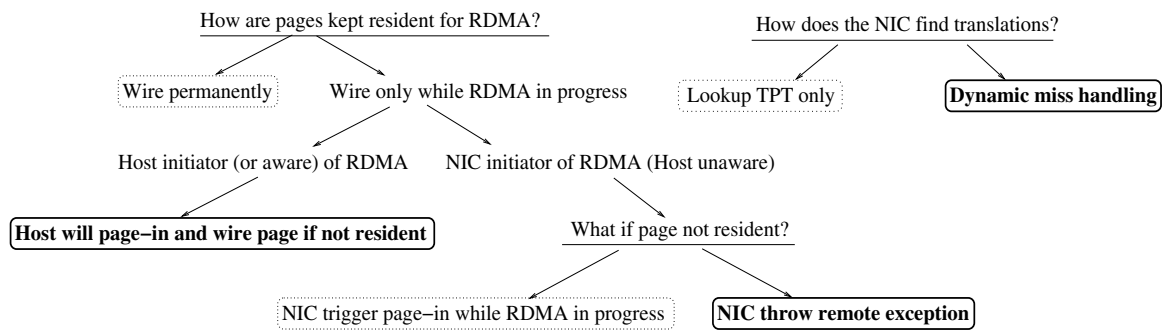 How are pages kept resident for RDMA?
How does the NIC find translations?
Wire permanently
Wire only while RDMA in progress
Lookup TPT only
Dynamic miss handling
Host initiator (or aware) of RDMA
NIC initiator of RDMA (Host unaware)
Host will page−in and wire page if not resident
What if page not resident?
NIC trigger page−in while RDMA in progress
NIC throw remote exception